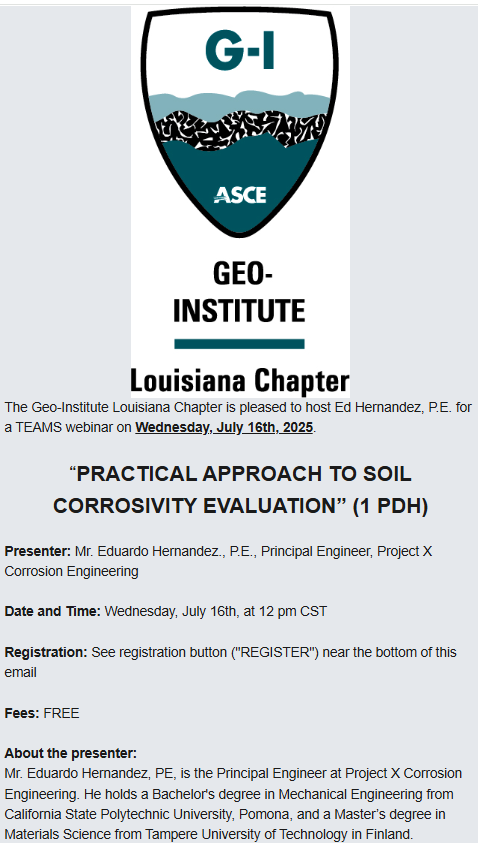 G-I
ASCE
GEO-
INSTITUTE
Louisiana Chapter
The Geo-Institute Louisiana Chapter is pleased to host Ed Hernandez, P.E. for
a TEAMS webinar on Wednesday, July 16th, 2025.
“PRACTICAL APPROACH TO SOIL
CORROSIVITY EVALUATION” (1 PDH)
Presenter: Mr. Eduardo Hernandez., P.E., Principal Engineer, Project X
Corrosion Engineering
Date and Time: Wednesday, July 16th, at 12 pm CST
Registration: See registration button ("REGISTER") near the bottom of this
email
Fees: FREE
About the presenter:
Mr. Eduardo Hernandez, PE, is the Principal Engineer at Project X Corrosion
Engineering. He holds a Bachelor's degree in Mechanical Engineering from
California State Polytechnic University, Pomona, and a Master’s degree in
Materials Science from Tampere University of Technology in Finland.